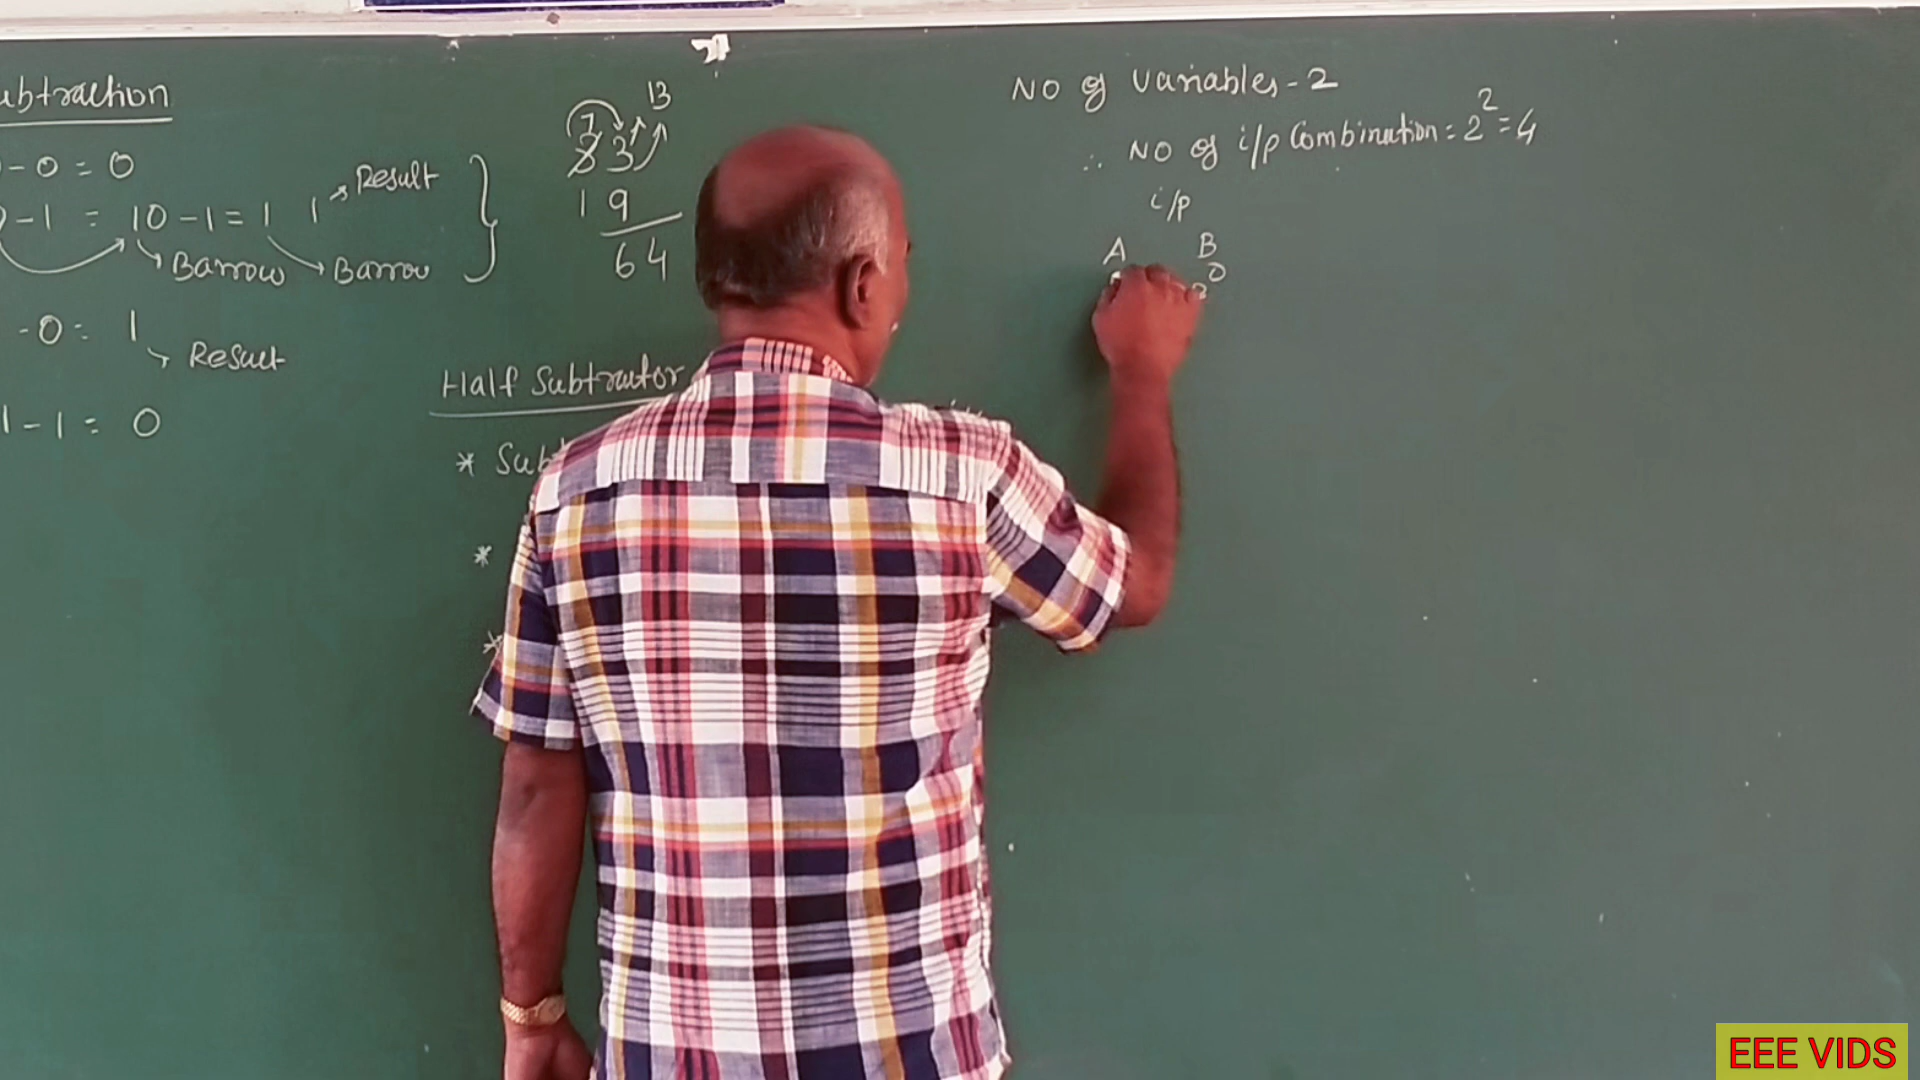 ubtraction
- 0 = 0
- 1 = 10 - 1 = 1 1 → Result
Barrow Barrow
- 0 = 1
Result
1 - 1 = 0
13
7
8 3
1 9
6 4
Half Subtractor
* Sub
*
*
NO of Variables - 2
∴ NO of i/p Combination = 2² = 4
i/p
A B
0
EEE VIDS